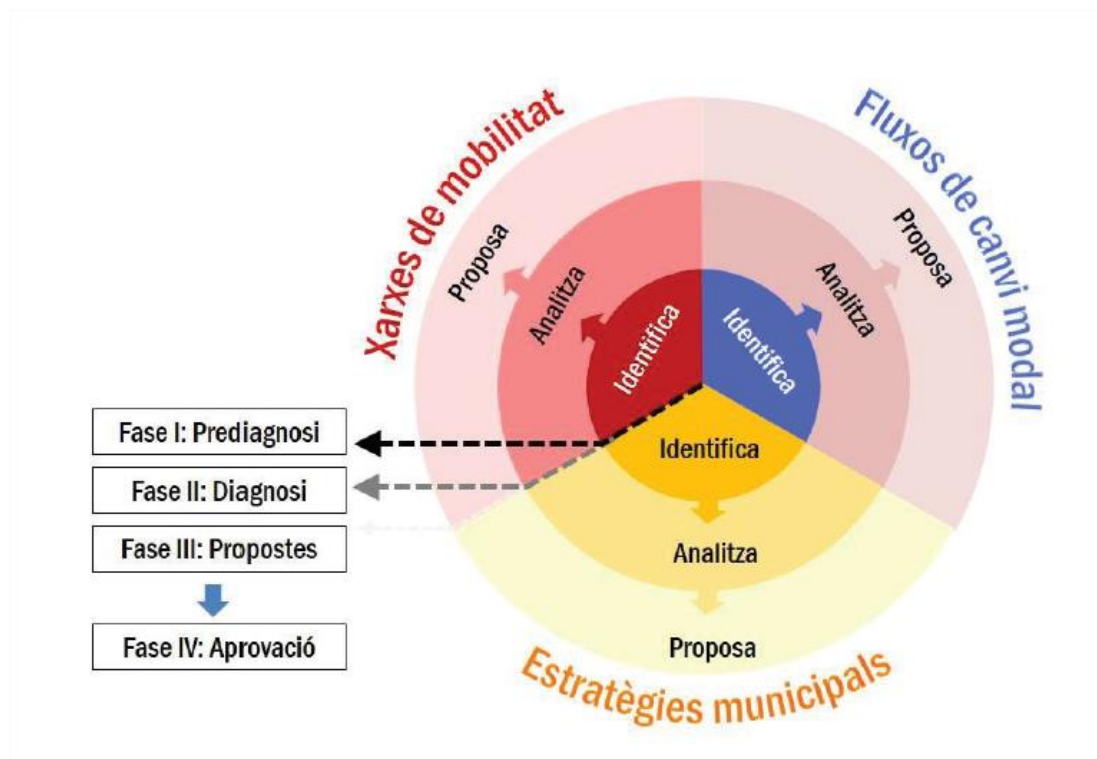 Xarxes de mobilitat
Fluxos de canvi modal
Proposa
Proposa
Analitza
Analitza
Identifica
Identifica
Fase I: Prediagnosi
Identifica
Fase II: Diagnosi
Fase III: Propostes
Analitza
Fase IV: Aprovació
Proposa
Estratègies municipals